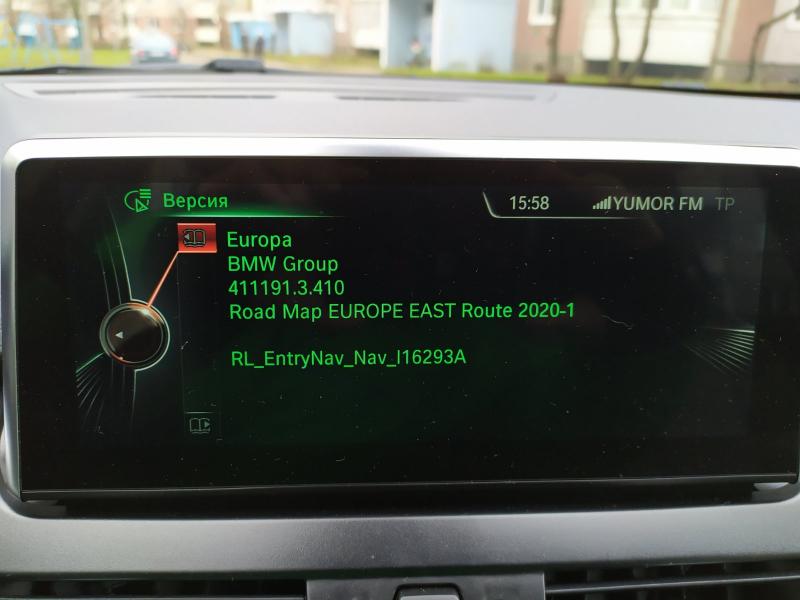 Версия
15:58
YUMOR FM TP
Europa
BMW Group
411191.3.410
Road Map EUROPE EAST Route 2020-1
RL_EntryNav_Nav_I16293A